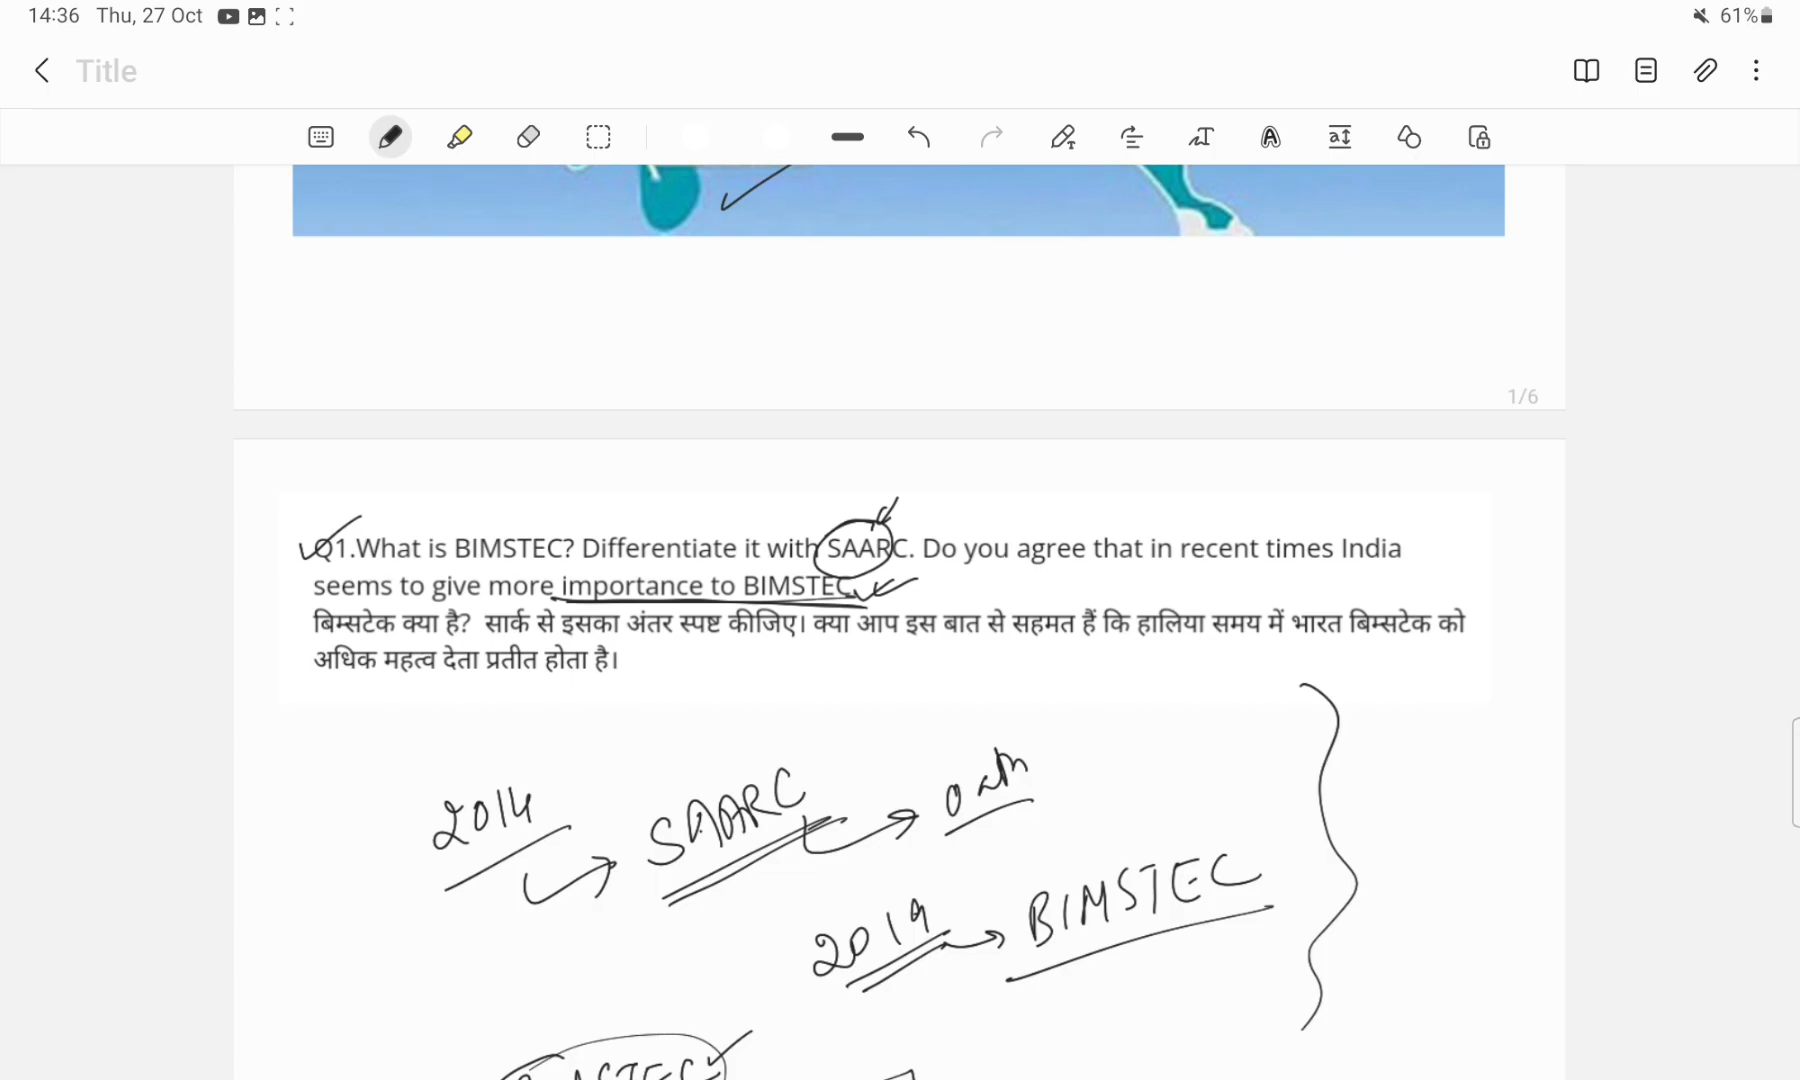 14:36 Thu, 27 Oct 61%
Title
1/6
Q1.What is BIMSTEC? Differentiate it with SAARC. Do you agree that in recent times India
seems to give more importance to BIMSTEC
बिम्सटेक क्या है? सार्क से इसका अंतर स्पष्ट कीजिए। क्या आप इस बात से सहमत हैं कि हालिया समय में भारत बिम्सटेक को
अधिक महत्व देता प्रतीत होता है।
2014 SAARC oath
2019 BIMSTEC